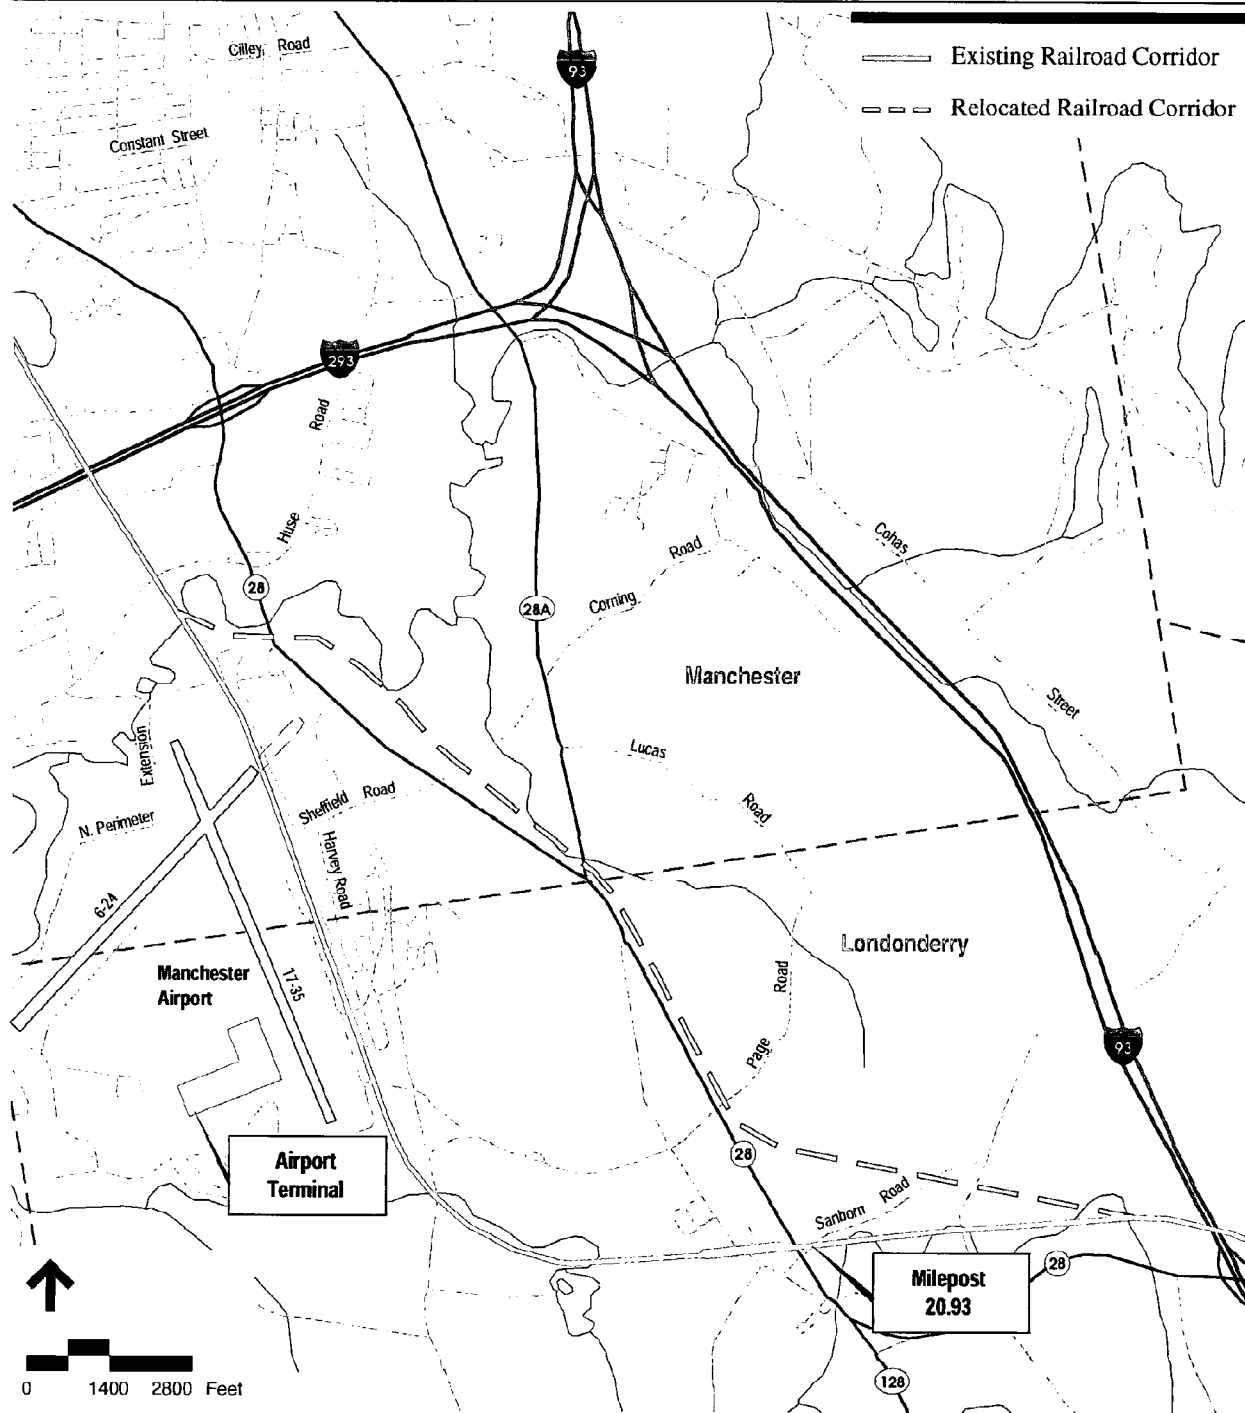 Cilley Road
93
Existing Railroad Corridor
Relocated Railroad Corridor
Constant Street
293
Road
Huse
Cohas
Road
28
Corning
28A
Manchester
Street
Extension
Lucas
Sheffield Road
Road
N. Perimeter
Harvey Road
6-24
Londonderry
Manchester
Airport
17-35
Road
Page
93
Airport
Terminal
28
Sanborn Road
Milepost
20.93
28
0 1400 2800 Feet
128